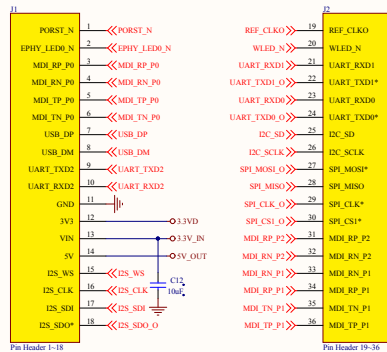 J1
PORST_N 1 PORST_N
EPHY_LED0_N 2 EPHY_LED0_N
MDI_RP_P0 3 MDI_RP_P0
MDI_RN_P0 4 MDI_RN_P0
MDI_TP_P0 5 MDI_TP_P0
MDI_TN_P0 6 MDI_TN_P0
USB_DP 7 USB_DP
USB_DM 8 USB_DM
UART_TXD2 9 UART_TXD2
UART_RXD2 10 UART_RXD2
GND 11
3V3 12 3.3VD
VIN 13 3.3V_IN
5V 14 5V_OUT
I2S_WS 15 I2S_WS
I2S_CLK 16 I2S_CLK
I2S_SDI 17 I2S_SDI
I2S_SDO* 18 I2S_SDO_O
C12
10uF
Pin Header 1~18
J2
REF_CLKO 19 REF_CLKO
WLED_N 20 WLED_N
UART_RXD1 21 UART_RXD1
UART_TXD1_O 22 UART_TXD1*
UART_RXD0 23 UART_RXD0
UART_TXD0_O 24 UART_TXD0*
I2C_SD 25 I2C_SD
I2C_SCLK 26 I2C_SCLK
SPI_MOSI_O 27 SPI_MOSI*
SPI_MISO 28 SPI_MISO
SPI_CLK_O 29 SPI_CLK*
SPI_CS1_O 30 SPI_CS1*
MDI_RP_P2 31 MDI_RP_P2
MDI_RN_P2 32 MDI_RN_P2
MDI_RN_P1 33 MDI_RN_P1
MDI_RP_P1 34 MDI_RP_P1
MDI_TN_P1 35 MDI_TN_P1
MDI_TP_P1 36 MDI_TP_P1
Pin Header 19~36